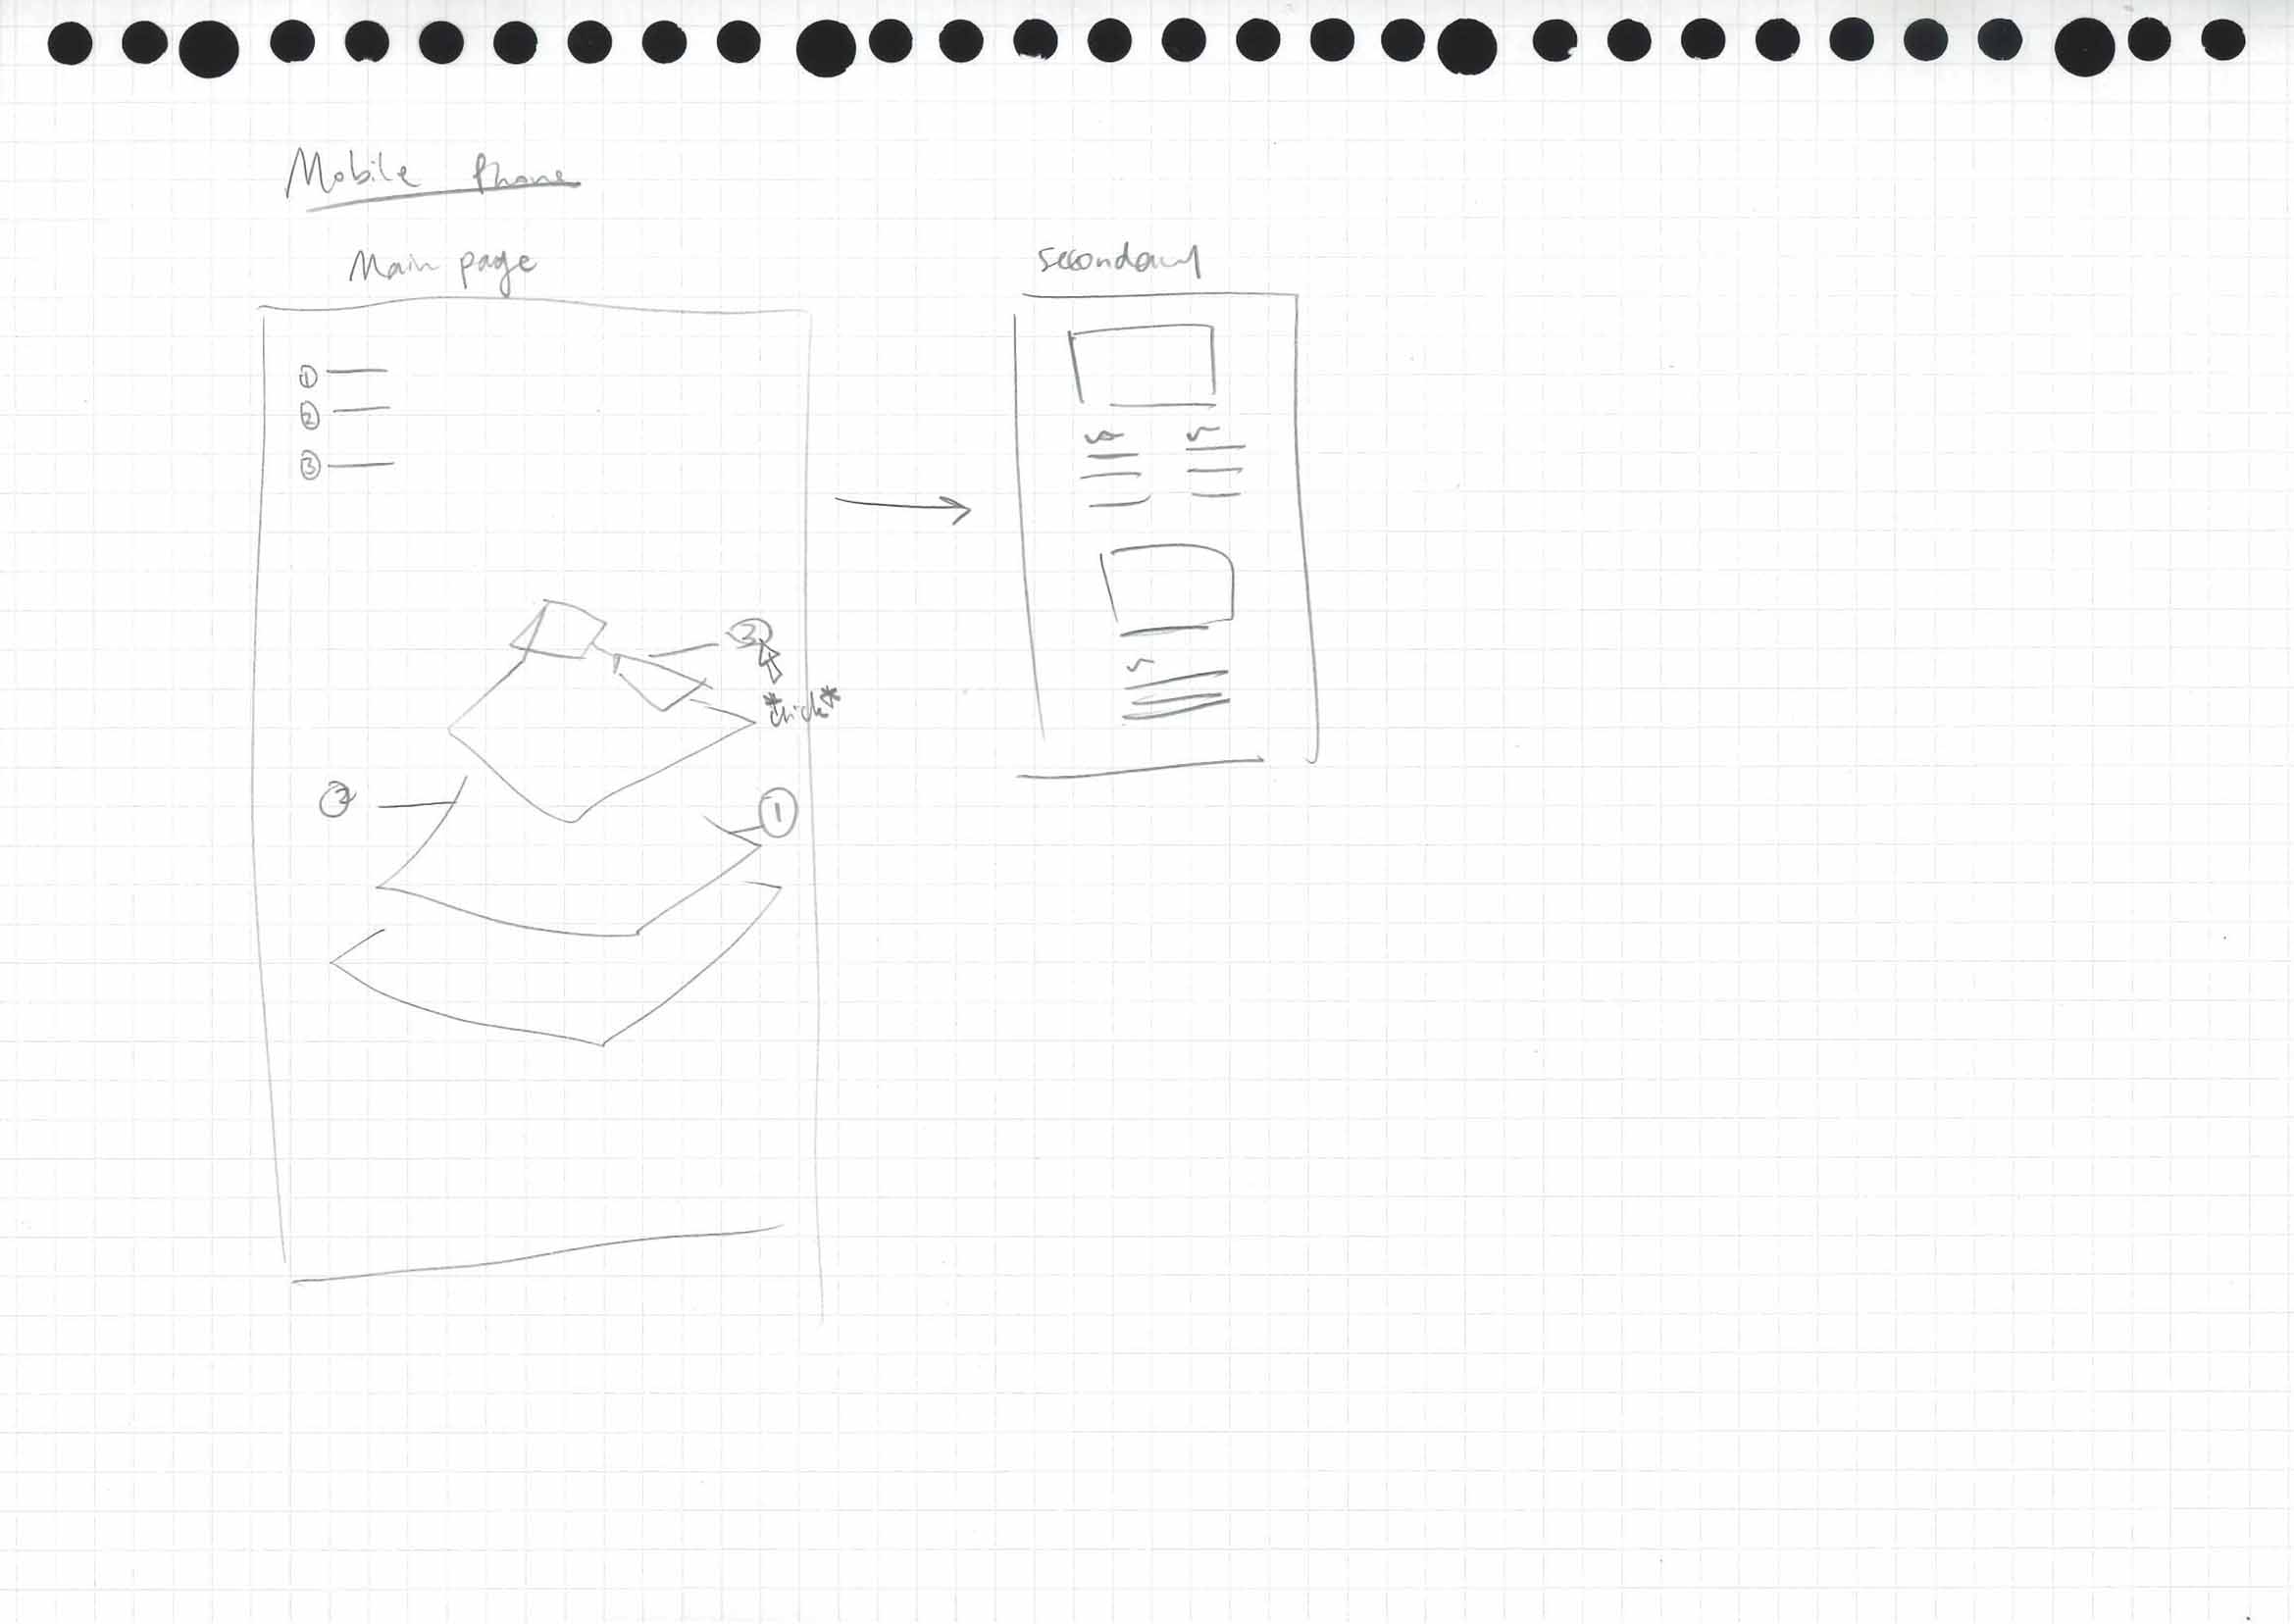 Mobile Phone
Main page
secondary
①
②
③
③
*click*
②
①